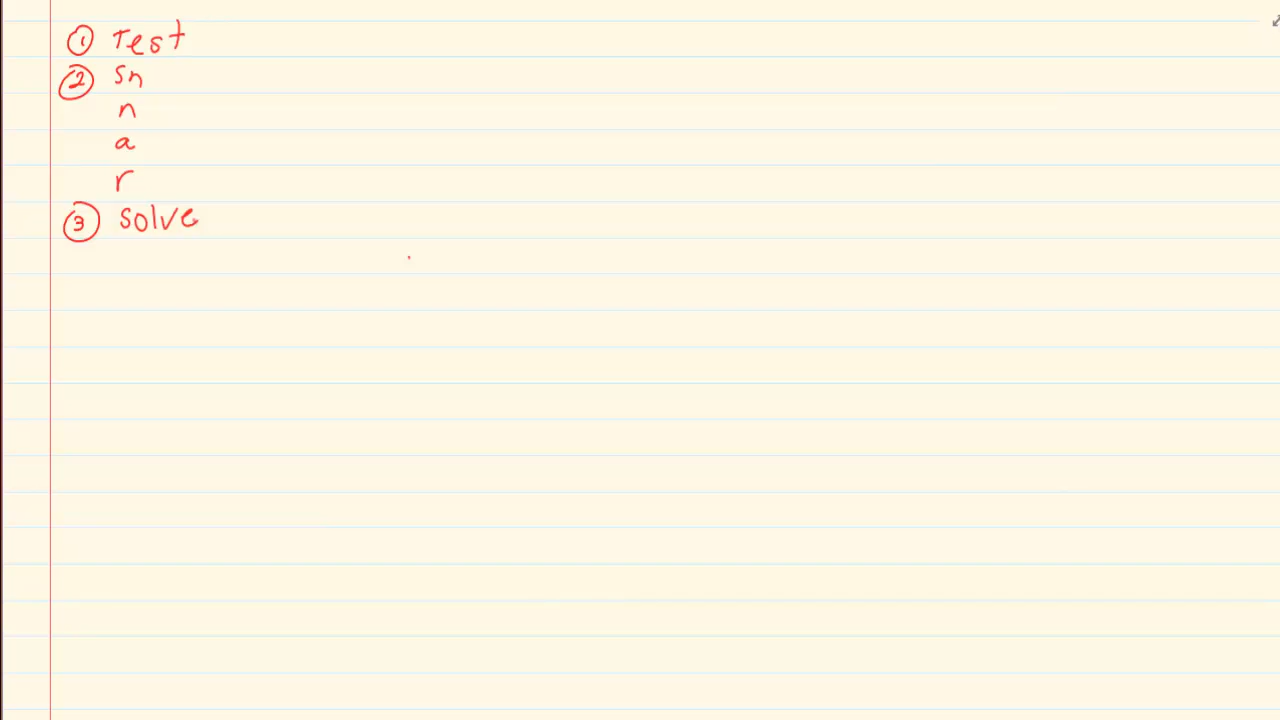 ① Test
② Sn
n
a
r
③ solve